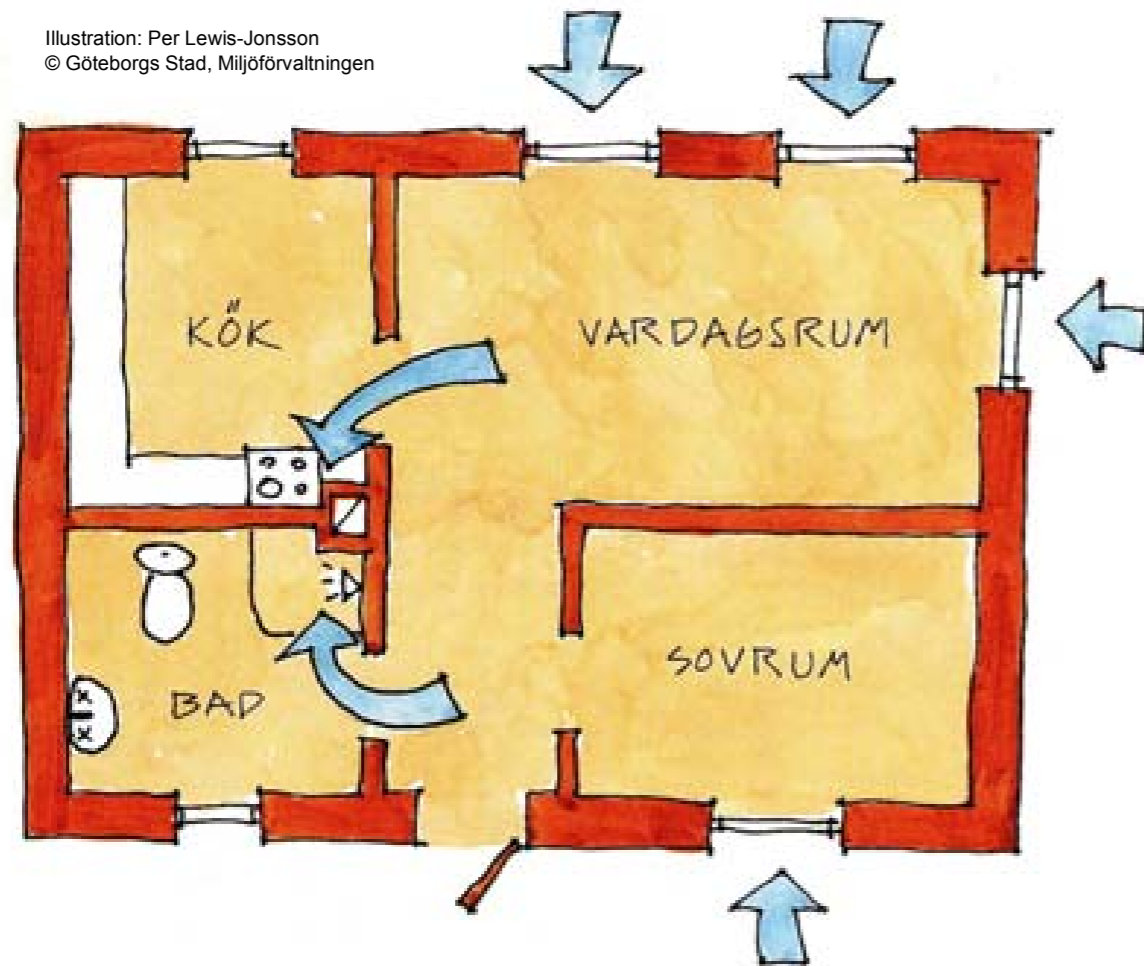 Illustration: Per Lewis-Jonsson
© Göteborgs Stad, Miljöförvaltningen
KÖK
VARDAGSRUM
SOVRUM
BAD